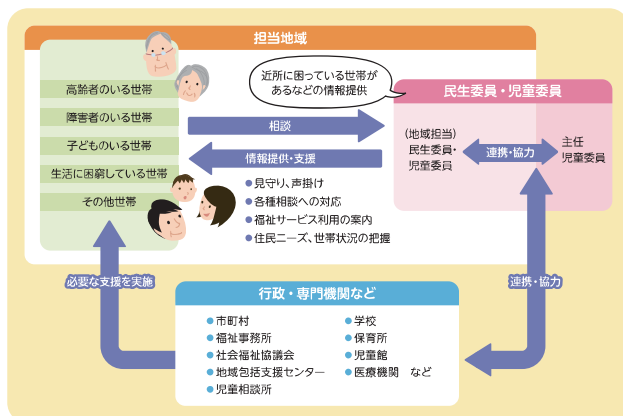 担当地域
高齢者のいる世帯
障害者のいる世帯
子どものいる世帯
生活に困窮している世帯
その他世帯
近所に困っている世帯が
あるなどの情報提供
相談
情報提供・支援
●見守り、声掛け
●各種相談への対応
●福祉サービス利用の案内
●住民ニーズ、世帯状況の把握
民生委員・児童委員
(地域担当)
民生委員・
児童委員
連携・協力
主任
児童委員
必要な支援を実施
連携・協力
行政・専門機関など
●市町村
●福祉事務所
●社会福祉協議会
●地域包括支援センター
●児童相談所
●学校
●保育所
●児童館
●医療機関 など